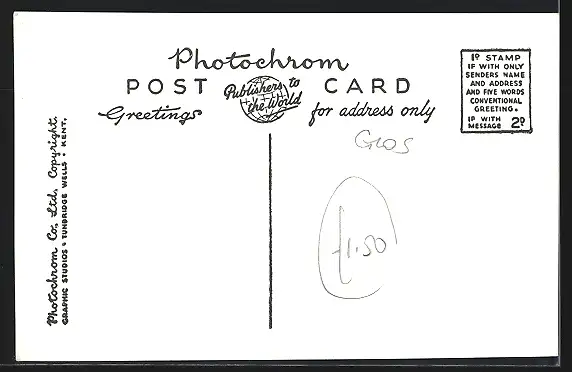 Photochrom
POST CARD
Publishers to
the World
Greetings
for address only
1D STAMP
IF WITH ONLY
SENDERS NAME
AND ADDRESS
AND FIVE WORDS
CONVENTIONAL
GREETING.
IF WITH
MESSAGE 2D
GLOS
£1.50
Photochrom Co., Ltd., Copyright.
GRAPHIC STUDIOS • TUNBRIDGE WELLS • KENT.